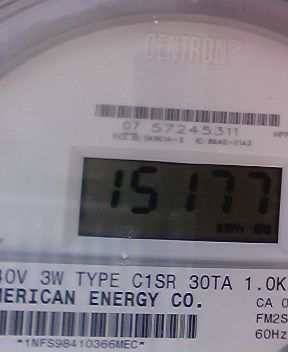 CENTRON®
07 57245311
15177
kWh
40V 3W TYPE C1SR 30TA 1.0K
MERICAN ENERGY CO.
CA 0
FM2S
60Hz
*1NFS98410366MEC*